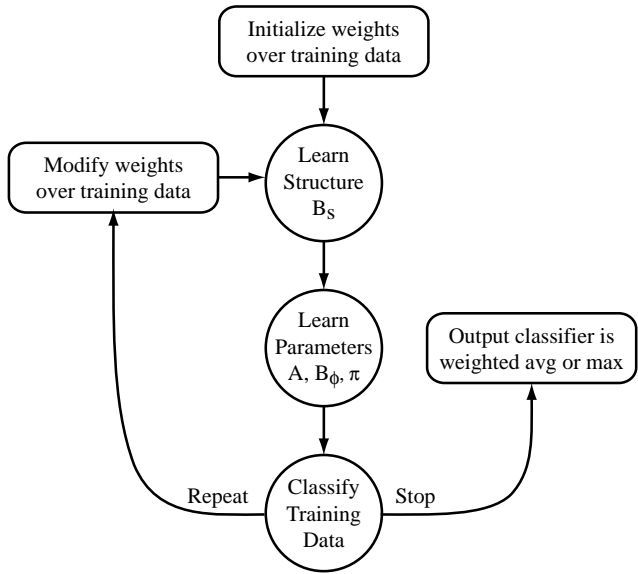 Initialize weights
over training data
Modify weights
over training data
Learn
Structure
B_S
Learn
Parameters
A, B_ϕ, π
Output classifier is
weighted avg or max
Repeat
Classify
Training
Data
Stop